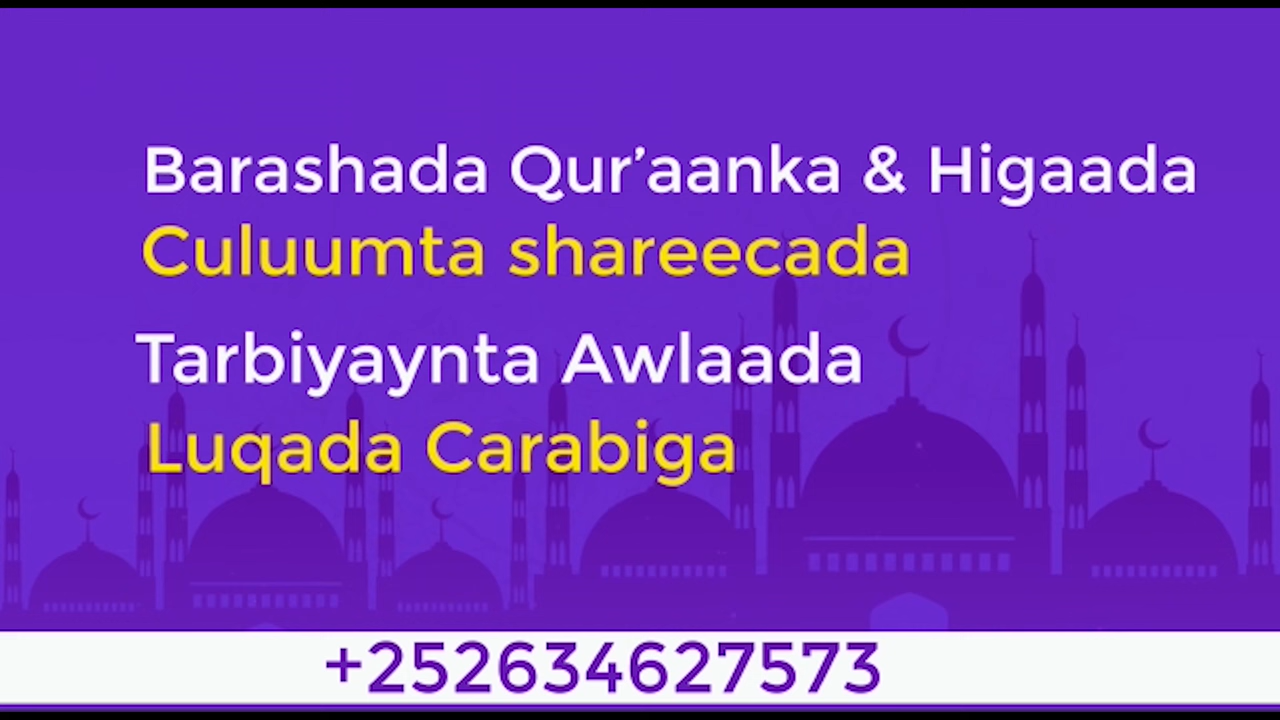 Barashada Qur’aanka & Higaada
Culuumta shareecada
Tarbiyaynta Awlaada
Luqada Carabiga
+252634627573